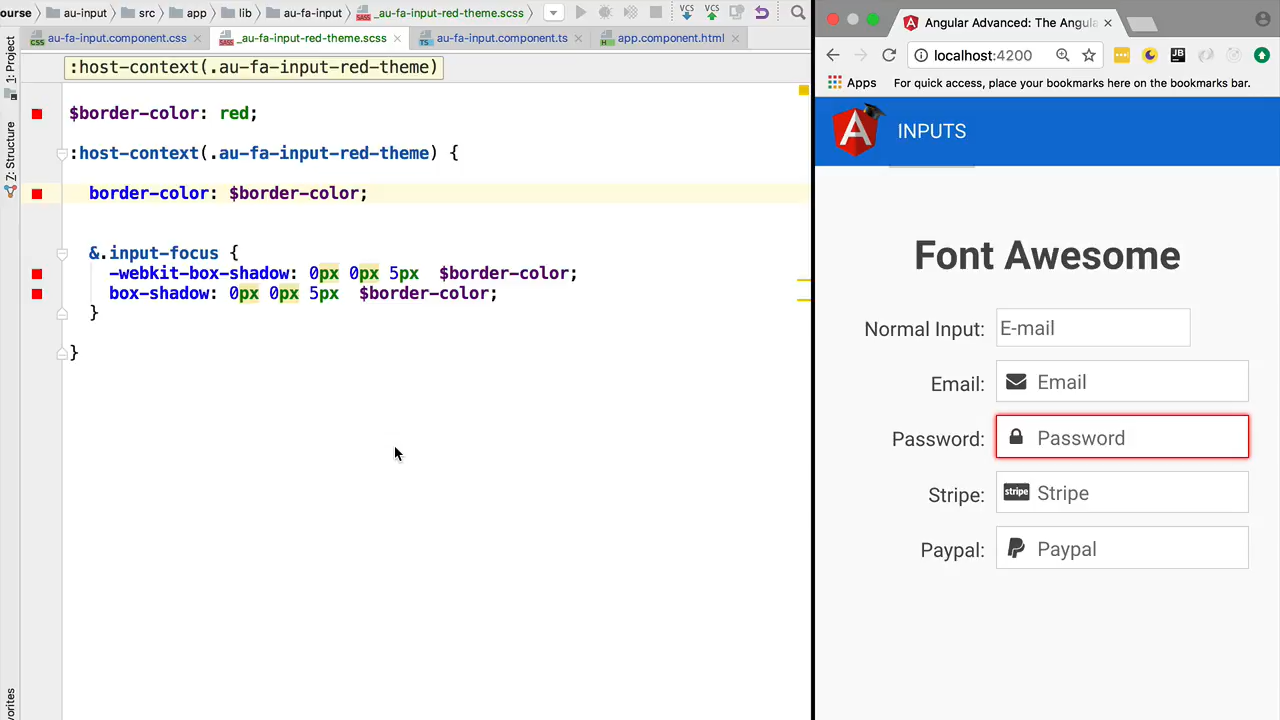 ourse
au-input
src
app
lib
au-fa-input
_au-fa-input-red-theme.scss
au-fa-input.component.css
_au-fa-input-red-theme.scss
au-fa-input.component.ts
app.component.html
:host-context(.au-fa-input-red-theme)
$border-color: red;
:host-context(.au-fa-input-red-theme) {
border-color: $border-color;
&.input-focus {
-webkit-box-shadow: 0px 0px 5px $border-color;
box-shadow: 0px 0px 5px $border-color;
}
}
1: Project
Z: Structure
orites
VCS
VCS
Angular Advanced: The Angula
localhost:4200
JB
Apps
For quick access, place your bookmarks here on the bookmarks bar.
A
INPUTS
Font Awesome
Normal Input: E-mail
Email: Email
Password: Password
Stripe: stripe Stripe
Paypal: Paypal